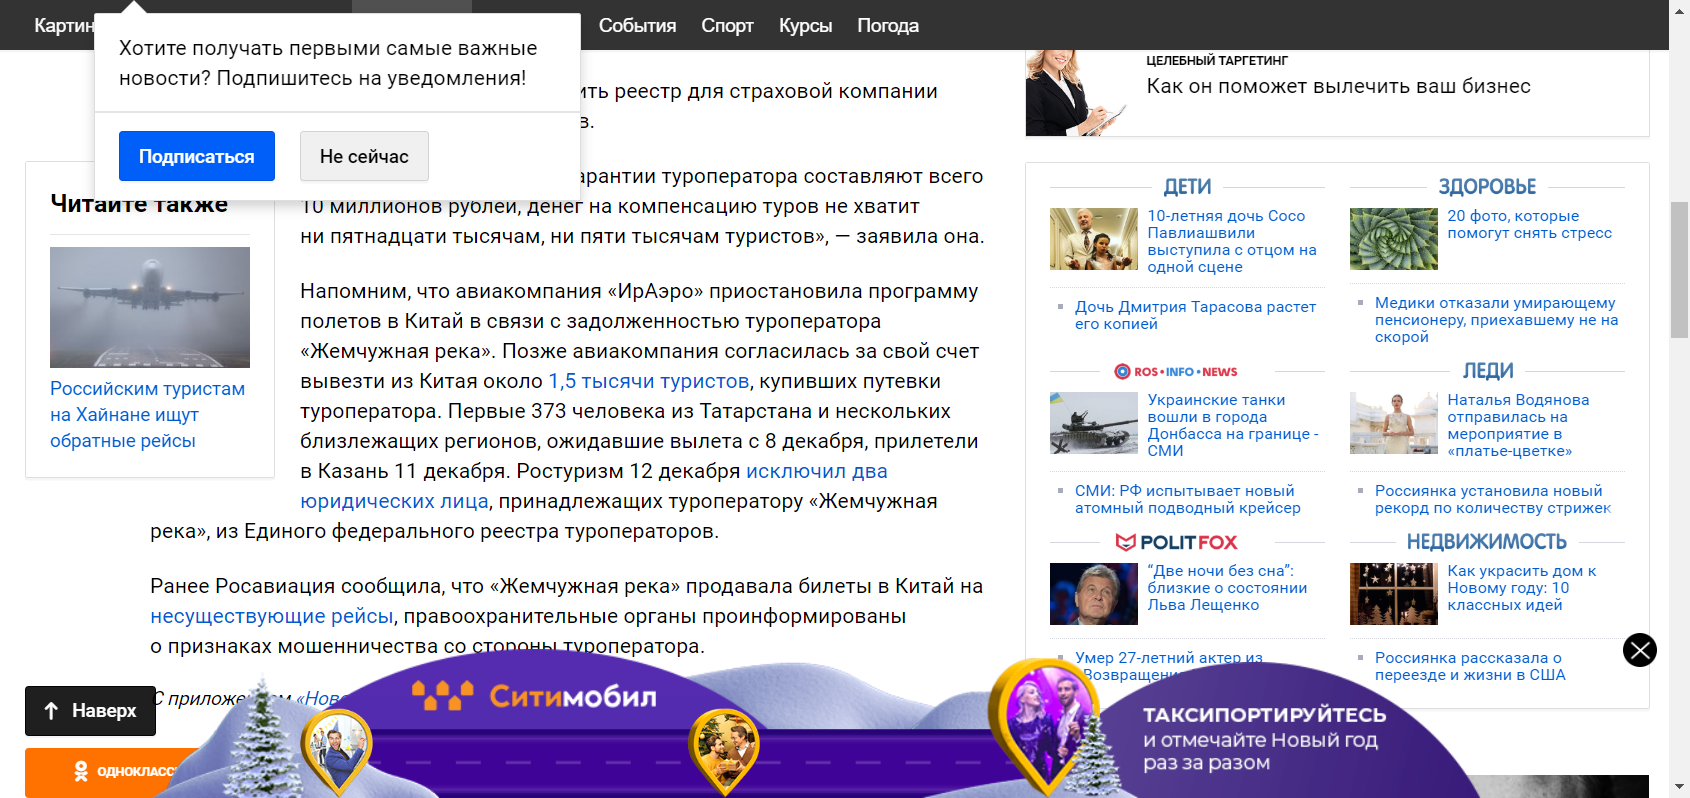 Картин
События
Спорт
Курсы
Погода
Хотите получать первыми самые важные
новости? Подпишитесь на уведомления!
Подписаться
Не сейчас
ить реестр для страховой компании
в.
арантии туроператора составляют всего
10 миллионов рублей, денег на компенсацию туров не хватит
ни пятнадцати тысячам, ни пяти тысячам туристов», — заявила она.
Читайте также
Российским туристам
на Хайнане ищут
обратные рейсы
Напомним, что авиакомпания «ИрАэро» приостановила программу
полетов в Китай в связи с задолженностью туроператора
«Жемчужная река». Позже авиакомпания согласилась за свой счет
вывезти из Китая около 1,5 тысячи туристов, купивших путевки
туроператора. Первые 373 человека из Татарстана и нескольких
близлежащих регионов, ожидавшие вылета с 8 декабря, прилетели
в Казань 11 декабря. Ростуризм 12 декабря исключил два
юридических лица, принадлежащих туроператору «Жемчужная
река», из Единого федерального реестра туроператоров.
Ранее Росавиация сообщила, что «Жемчужная река» продавала билеты в Китай на
несуществующие рейсы, правоохранительные органы проинформированы
о признаках мошенничества со стороны туроператора.
С приложе м «Ново
Наверх
ОДНОКЛАСС
ЦЕЛЕБНЫЙ ТАРГЕТИНГ
Как он поможет вылечить ваш бизнес
ДЕТИ
10-летняя дочь Сосо
Павлиашвили
выступила с отцом на
одной сцене
Дочь Дмитрия Тарасова растет
его копией
ЗДОРОВЬЕ
20 фото, которые
помогут снять стресс
Медики отказали умирающему
пенсионеру, приехавшему не на
скорой
ROS•INFO•NEWS
Украинские танки
вошли в города
Донбасса на границе -
СМИ
СМИ: РФ испытывает новый
атомный подводный крейсер
ЛЕДИ
Наталья Водянова
отправилась на
мероприятие в
«платье-цветке»
Россиянка установила новый
рекорд по количеству стрижек
POLITFOX
“Две ночи без сна”:
близкие о состоянии
Льва Лещенко
Умер 27-летний актер из
Возвращени
НЕДВИЖИМОСТЬ
Как украсить дом к
Новому году: 10
классных идей
Россиянка рассказала о
переезде и жизни в США
Ситимобил
ТАКСИПОРТИРУЙТЕСЬ
и отмечайте Новый год
раз за разом